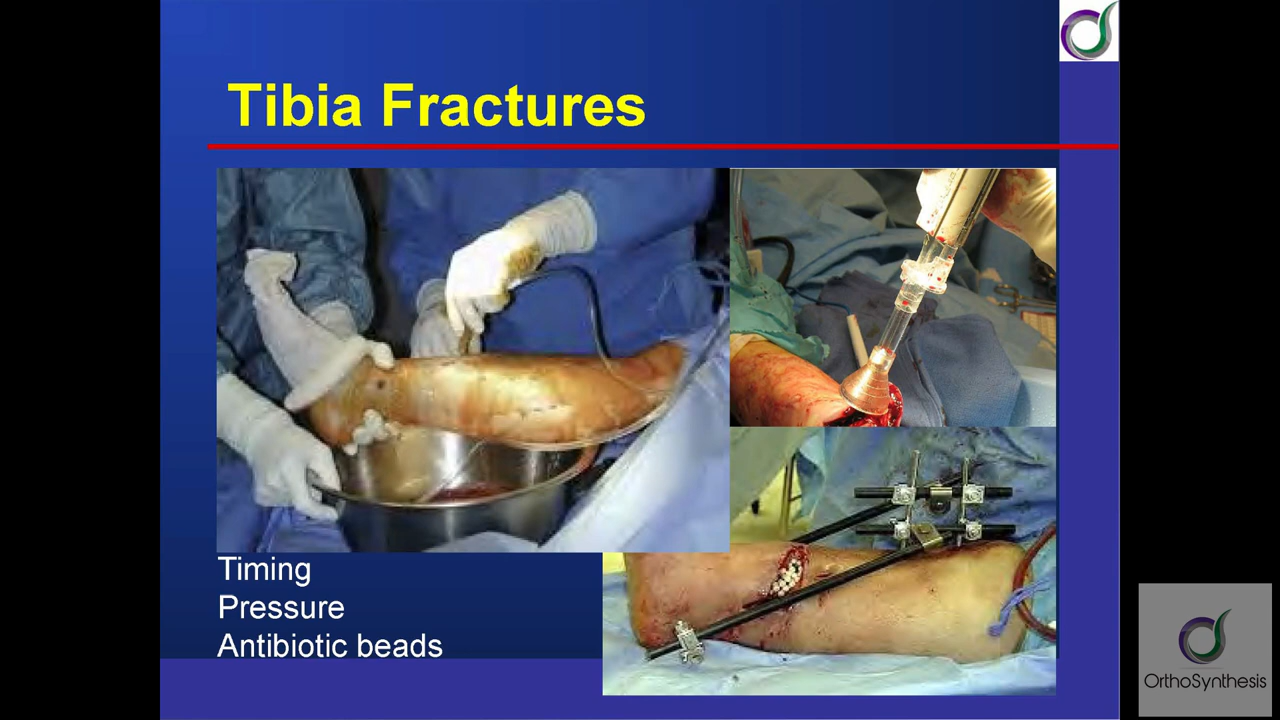 Tibia Fractures
Timing
Pressure
Antibiotic beads
OrthoSynthesis